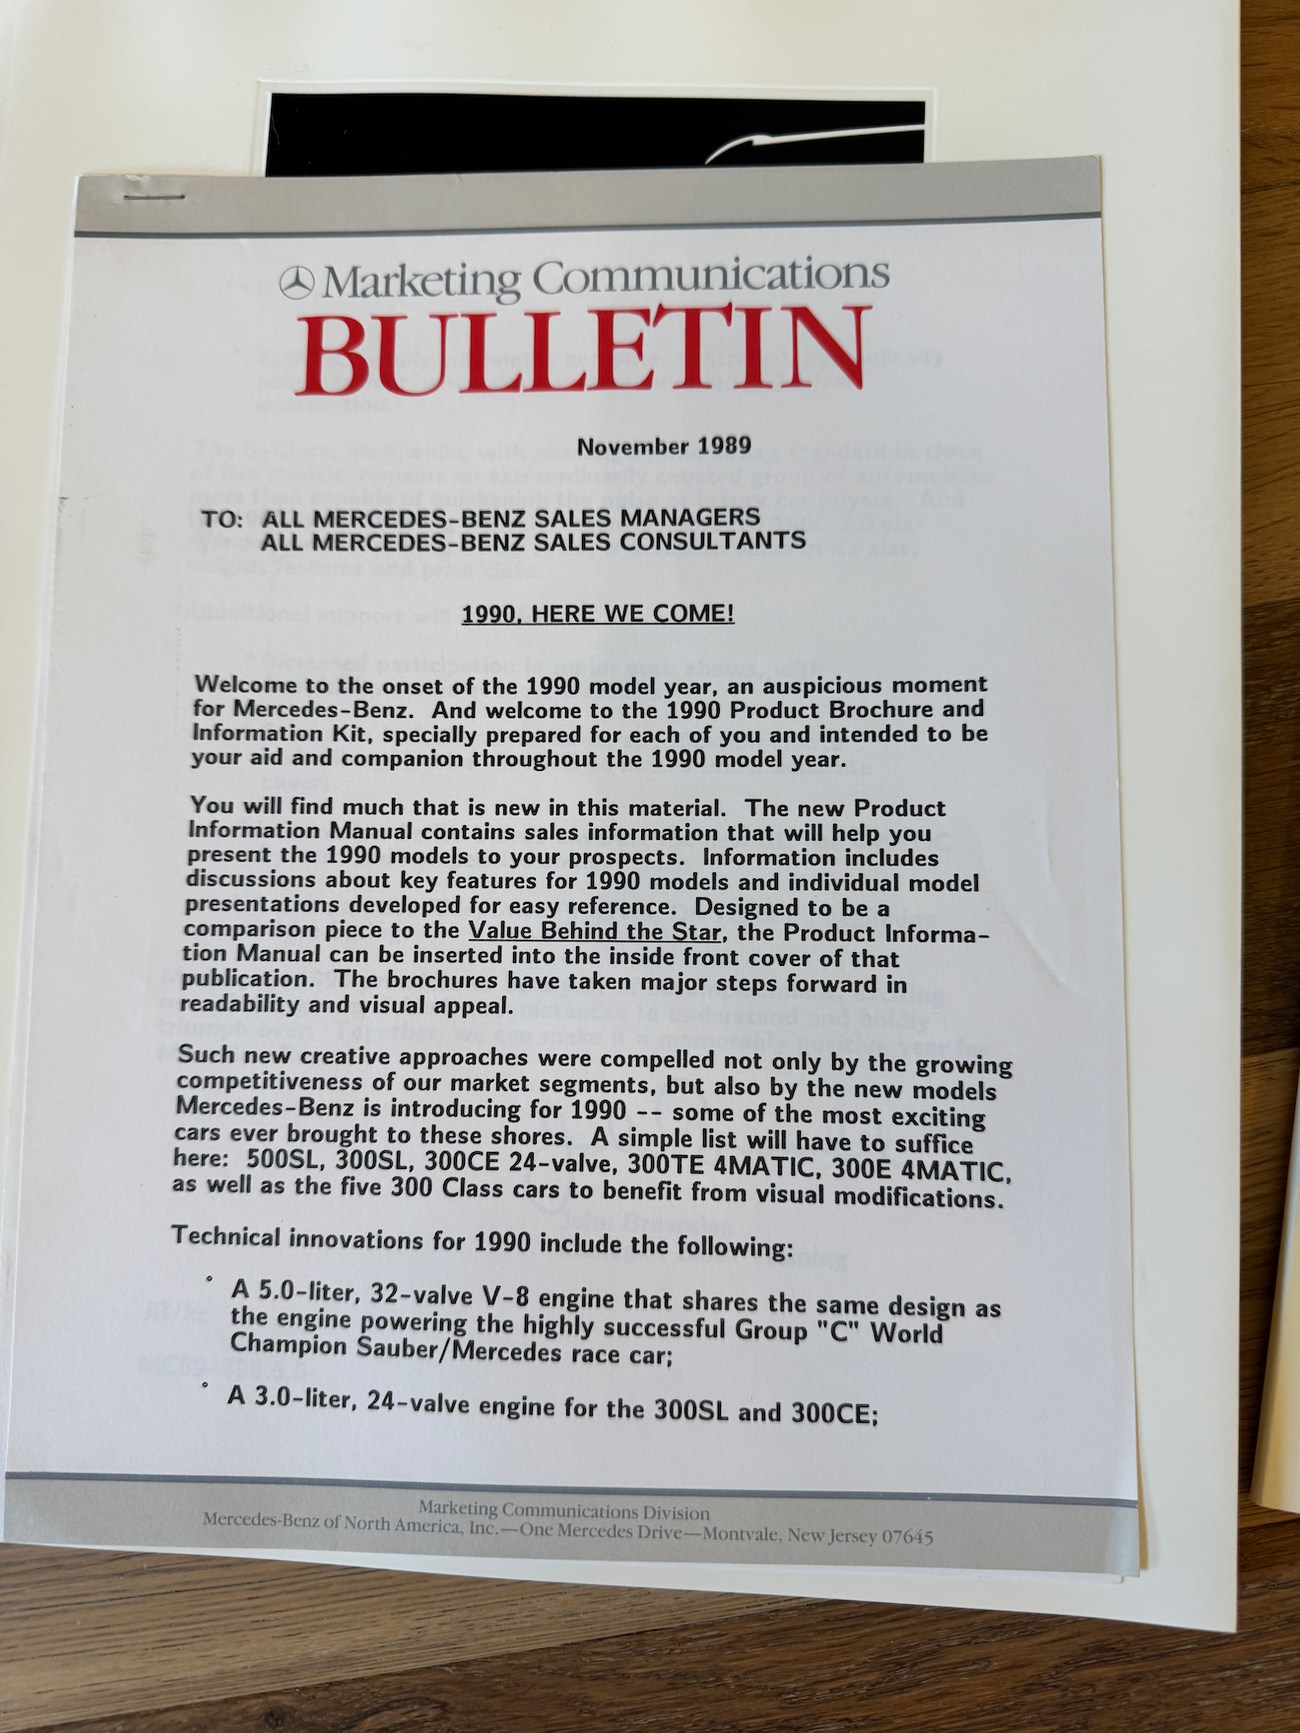 Marketing Communications
BULLETIN
November 1989
TO: ALL MERCEDES-BENZ SALES MANAGERS
ALL MERCEDES-BENZ SALES CONSULTANTS
1990, HERE WE COME!
Welcome to the onset of the 1990 model year, an auspicious moment
for Mercedes-Benz. And welcome to the 1990 Product Brochure and
Information Kit, specially prepared for each of you and intended to be
your aid and companion throughout the 1990 model year.
You will find much that is new in this material. The new Product
Information Manual contains sales information that will help you
present the 1990 models to your prospects. Information includes
discussions about key features for 1990 models and individual model
presentations developed for easy reference. Designed to be a
comparison piece to the Value Behind the Star, the Product Informa-
tion Manual can be inserted into the inside front cover of that
publication. The brochures have taken major steps forward in
readability and visual appeal.
Such new creative approaches were compelled not only by the growing
competitiveness of our market segments, but also by the new models
Mercedes-Benz is introducing for 1990 -- some of the most exciting
cars ever brought to these shores. A simple list will have to suffice
here: 500SL, 300SL, 300CE 24-valve, 300TE 4MATIC, 300E 4MATIC,
as well as the five 300 Class cars to benefit from visual modifications.
Technical innovations for 1990 include the following:
° A 5.0-liter, 32-valve V-8 engine that shares the same design as
the engine powering the highly successful Group "C" World
Champion Sauber/Mercedes race car;
° A 3.0-liter, 24-valve engine for the 300SL and 300CE;
Marketing Communications Division
Mercedes-Benz of North America, Inc.—One Mercedes Drive—Montvale, New Jersey 07645